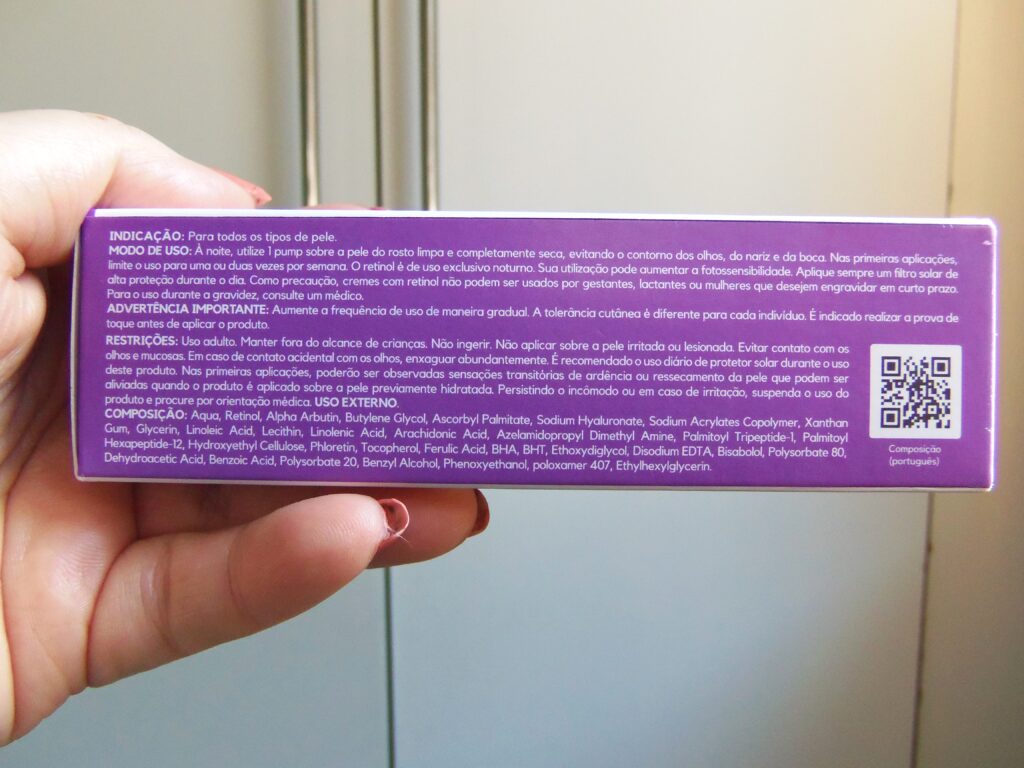 INDICAÇÃO: Para todos os tipos de pele.
MODO DE USO: À noite, utilize 1 pump sobre a pele do rosto limpa e completamente seca, evitando o contorno dos olhos, do nariz e da boca. Nas primeiras aplicações,
limite o uso para uma ou duas vezes por semana. O retinol é de uso exclusivo noturno. Sua utilização pode aumentar a fotossensibilidade. Aplique sempre um filtro solar de
alta proteção durante o dia. Como precaução, cremes com retinol não podem ser usados por gestantes, lactantes ou mulheres que desejem engravidar em curto prazo.
Para o uso durante a gravidez, consulte um médico.
ADVERTÊNCIA IMPORTANTE: Aumente a frequência de uso de maneira gradual. A tolerância cutânea é diferente para cada indivíduo. É indicado realizar a prova de
toque antes de aplicar o produto.
RESTRIÇÕES: Uso adulto. Manter fora do alcance de crianças. Não ingerir. Não aplicar sobre a pele irritada ou lesionada. Evitar contato com os
olhos e mucosas. Em caso de contato acidental com os olhos, enxaguar abundantemente. É recomendado o uso diário de protetor solar durante o uso
deste produto. Nas primeiras aplicações, poderão ser observadas sensações transitórias de ardência ou ressecamento da pele que podem ser
aliviadas quando o produto é aplicado sobre a pele previamente hidratada. Persistindo o incômodo ou em caso de irritação, suspenda o uso do
produto e procure por orientação médica. USO EXTERNO.
COMPOSIÇÃO: Aqua, Retinol, Alpha Arbutin, Butylene Glycol, Ascorbyl Palmitate, Sodium Hyaluronate, Sodium Acrylates Copolymer, Xanthan
Gum, Glycerin, Linoleic Acid, Lecithin, Linolenic Acid, Arachidonic Acid, Azelamidopropyl Dimethyl Amine, Palmitoyl Tripeptide-1, Palmitoyl
Hexapeptide-12, Hydroxyethyl Cellulose, Phloretin, Tocopherol, Ferulic Acid, BHA, BHT, Ethoxydiglycol, Disodium EDTA, Bisabolol, Polysorbate 80,
Dehydroacetic Acid, Benzoic Acid, Polysorbate 20, Benzyl Alcohol, Phenoxyethanol, poloxamer 407, Ethylhexylglycerin.
Composição
(português)